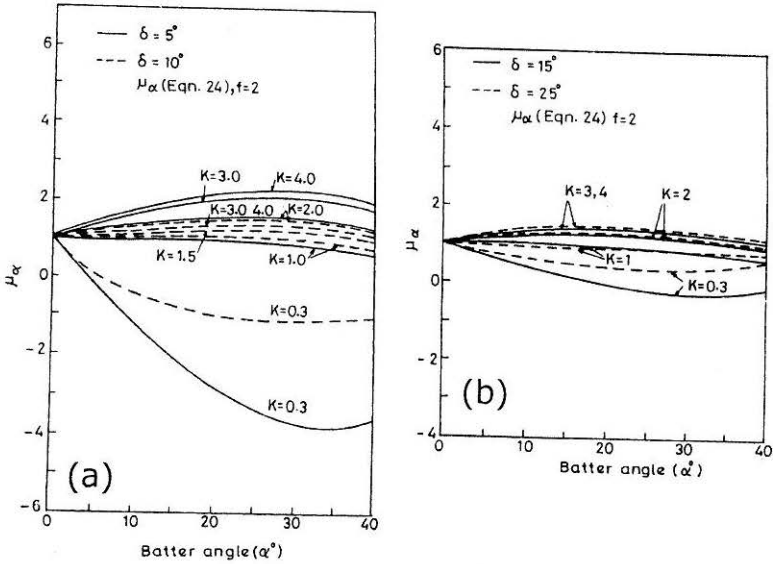 6
δ = 5°
δ = 10°
μα (Eqn. 24), f=2
4
K=3.0
K=4.0
2
K=3.0 4.0
K=2.0
K=1.5
K=1.0
μα
0
K=0.3
-2
K=0.3
-4
(a)
-6
0 10 20 30 40
Batter angle (α°)
6
δ = 15°
δ = 25°
μα (Eqn. 24) f=2
4
2
K=3,4
K=2
μα
K=1
0
K=0.3
-2
(b)
-4
0 10 20 30 40
Batter angle (α°)